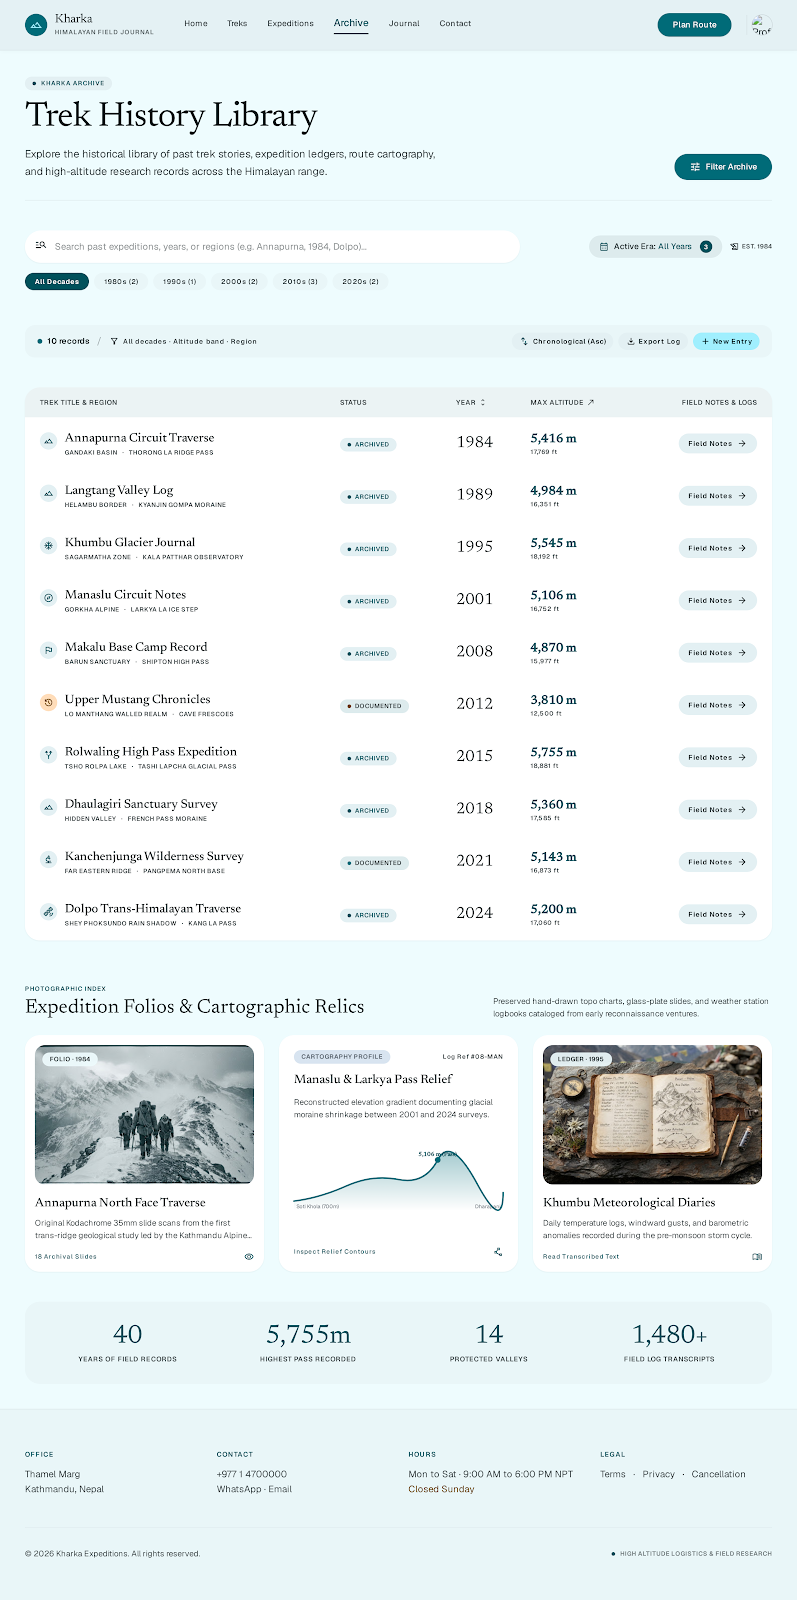 Kharka
HIMALAYAN FIELD JOURNAL
Home
Treks
Expeditions
Archive
Journal
Contact
Plan Route
KHARKA ARCHIVE
Trek History Library
Explore the historical library of past trek stories, expedition ledgers, route cartography,
and high-altitude research records across the Himalayan range.
Filter Archive
Search past expeditions, years, or regions (e.g. Annapurna, 1984, Dolpo)...
Active Era: All Years 3
EST. 1984
All Decades
1980s (2)
1990s (1)
2000s (2)
2010s (3)
2020s (2)
10 records / All decades · Altitude band · Region
Chronological (Asc)
Export Log
New Entry
TREK TITLE & REGION
STATUS
YEAR
MAX ALTITUDE
FIELD NOTES & LOGS
Annapurna Circuit Traverse
GANDAKI BASIN · THORONG LA RIDGE PASS
ARCHIVED
1984
5,416 m
17,769 ft
Field Notes
Langtang Valley Log
HELAMBU BORDER · KYANJIN GOMPA MORAINE
ARCHIVED
1989
4,984 m
16,351 ft
Field Notes
Khumbu Glacier Journal
SAGARMATHA ZONE · KALA PATTHAR OBSERVATORY
ARCHIVED
1995
5,545 m
18,192 ft
Field Notes
Manaslu Circuit Notes
GORKHA ALPINE · LARKYA LA ICE STEP
ARCHIVED
2001
5,106 m
16,752 ft
Field Notes
Makalu Base Camp Record
BARUN SANCTUARY · SHIPTON HIGH PASS
ARCHIVED
2008
4,870 m
15,977 ft
Field Notes
Upper Mustang Chronicles
LO MANTHANG WALLED REALM · CAVE FRESCOES
DOCUMENTED
2012
3,810 m
12,500 ft
Field Notes
Rolwaling High Pass Expedition
TSHO ROLPA LAKE · TASHI LAPCHA GLACIAL PASS
ARCHIVED
2015
5,755 m
18,881 ft
Field Notes
Dhaulagiri Sanctuary Survey
HIDDEN VALLEY · FRENCH PASS MORAINE
ARCHIVED
2018
5,360 m
17,585 ft
Field Notes
Kanchenjunga Wilderness Survey
FAR EASTERN RIDGE · PANGPEMA NORTH BASE
DOCUMENTED
2021
5,143 m
16,873 ft
Field Notes
Dolpo Trans-Himalayan Traverse
SHEY PHOKSUNDO RAIN SHADOW · KANG LA PASS
ARCHIVED
2024
5,200 m
17,060 ft
Field Notes
PHOTOGRAPHIC INDEX
Expedition Folios & Cartographic Relics
Preserved hand-drawn topo charts, glass-plate slides, and weather station
logbooks cataloged from early reconnaissance ventures.
FOLIO · 1984
Annapurna North Face Traverse
Original Kodachrome 35mm slide scans from the first
trans-ridge geological study led by the Kathmandu Alpine...
18 Archival Slides
CARTOGRAPHY PROFILE
Log Ref #08-MAN
Manaslu & Larkya Pass Relief
Reconstructed elevation gradient documenting glacial
moraine shrinkage between 2001 and 2024 surveys.
5,106 m
Soti Khola (700m)
Inspect Relief Contours
LEDGER · 1995
Khumbu Meteorological Diaries
Daily temperature logs, windward gusts, and barometric
anomalies recorded during the pre-monsoon storm cycle.
Read Transcribed Text
40
YEARS OF FIELD RECORDS
5,755m
HIGHEST PASS RECORDED
14
PROTECTED VALLEYS
1,480+
FIELD LOG TRANSCRIPTS
OFFICE
Thamel Marg
Kathmandu, Nepal
CONTACT
+977 1 4700000
WhatsApp · Email
HOURS
Mon to Sat · 9:00 AM to 6:00 PM NPT
Closed Sunday
LEGAL
Terms · Privacy · Cancellation
© 2026 Kharka Expeditions. All rights reserved.
HIGH ALTITUDE LOGISTICS & FIELD RESEARCH